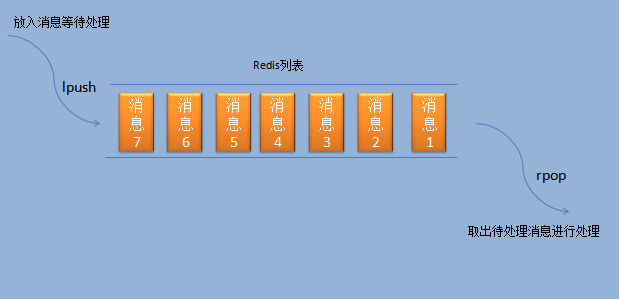 放入消息等待处理
Redis列表
lpush
消息7
消息6
消息5
消息4
消息3
消息2
消息1
rpop
取出待处理消息进行处理